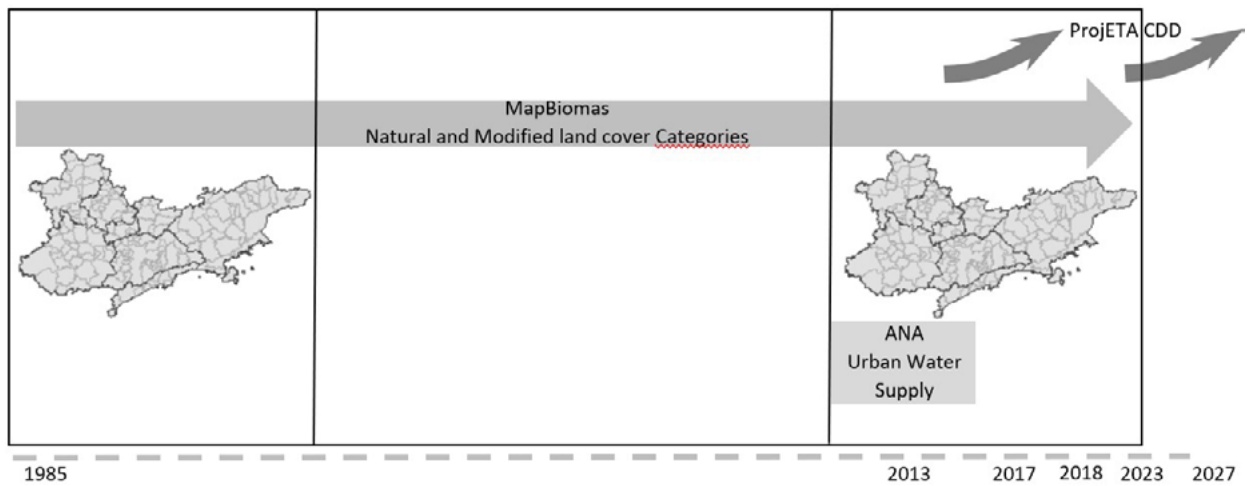 ProjETA CDD
MapBiomas
Natural and Modified land cover Categories
ANA
Urban Water
Supply
1985 2013 2017 2018 2023 2027